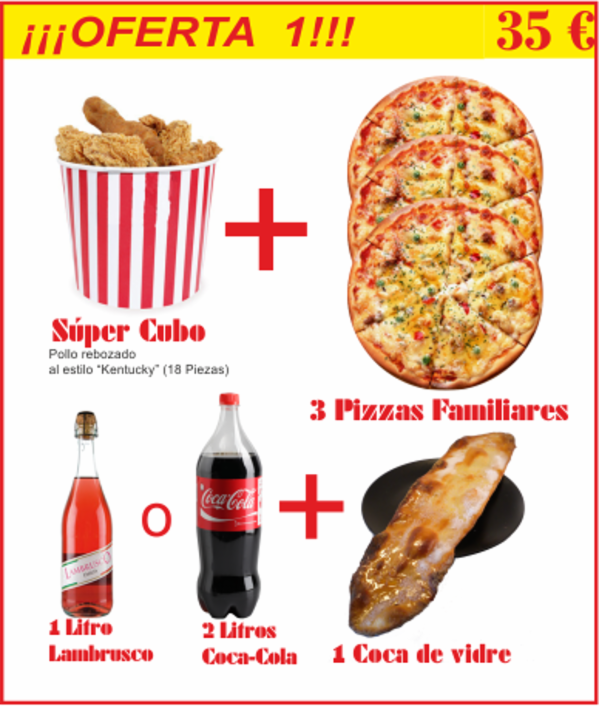 ¡¡¡OFERTA 1!!!
35 €
Súper Cubo
Pollo rebozado
al estilo "Kentucky" (18 Piezas)
3 Pizzas Familiares
LAMBRUSCO
o
Coca-Cola
1 Litro
Lambrusco
2 Litros
Coca-Cola
1 Coca de vidre